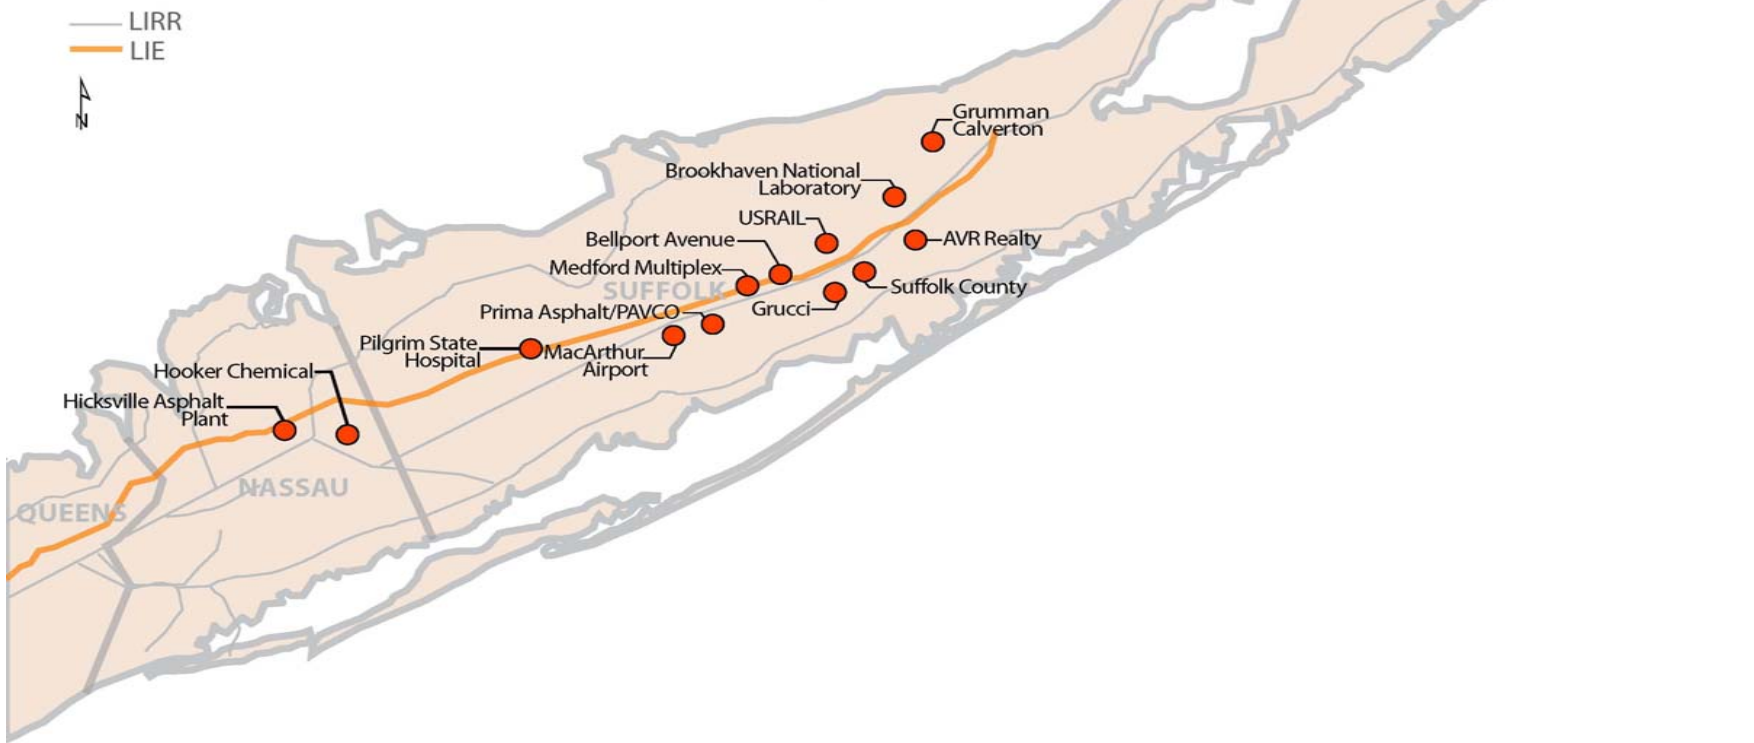 LIRR
LIE
N
Grumman
Calverton
Brookhaven National
Laboratory
USRAIL
Bellport Avenue
AVR Realty
Medford Multiplex
SUFFOLK
Suffolk County
Prima Asphalt/PAVCO
Grucci
Pilgrim State
Hospital
MacArthur
Airport
Hooker Chemical
Hicksville Asphalt
Plant
NASSAU
QUEENS